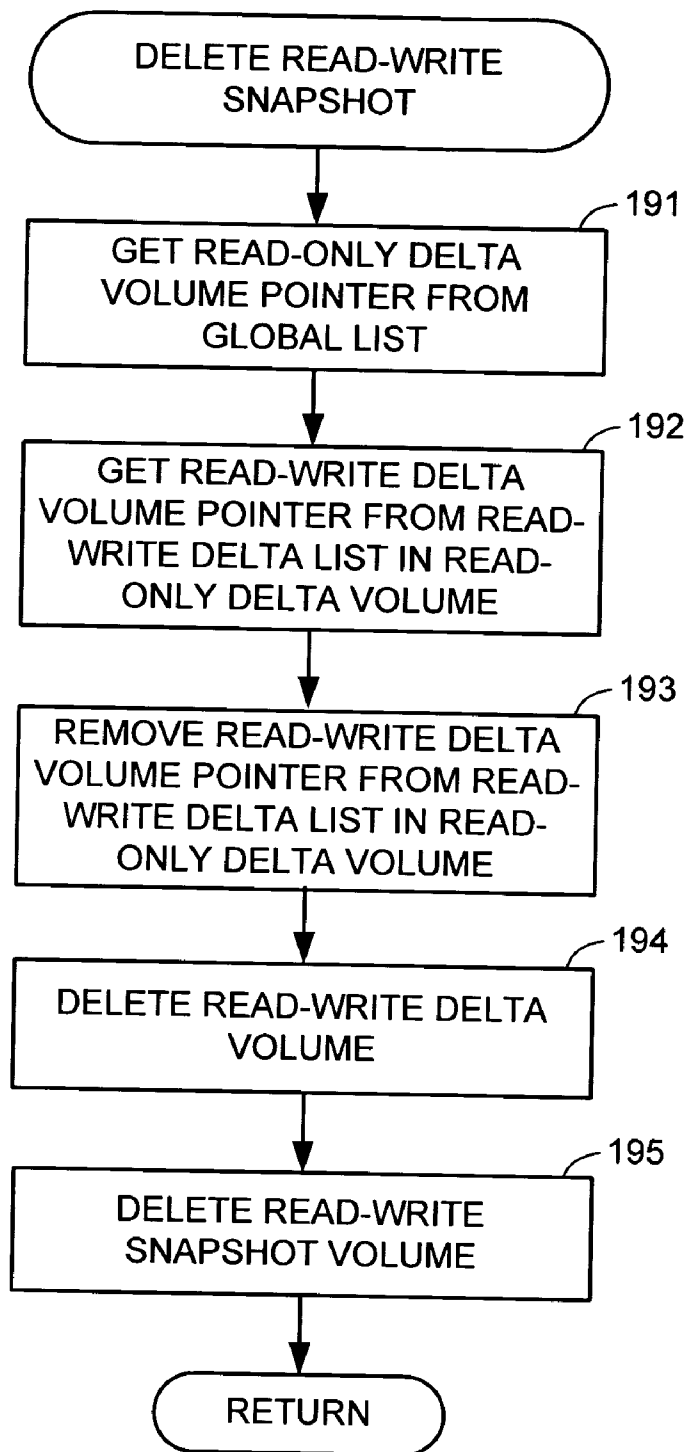 DELETE READ-WRITE
SNAPSHOT
191
GET READ-ONLY DELTA
VOLUME POINTER FROM
GLOBAL LIST
192
GET READ-WRITE DELTA
VOLUME POINTER FROM READ-
WRITE DELTA LIST IN READ-
ONLY DELTA VOLUME
193
REMOVE READ-WRITE DELTA
VOLUME POINTER FROM READ-
WRITE DELTA LIST IN READ-
ONLY DELTA VOLUME
194
DELETE READ-WRITE DELTA
VOLUME
195
DELETE READ-WRITE
SNAPSHOT VOLUME
RETURN